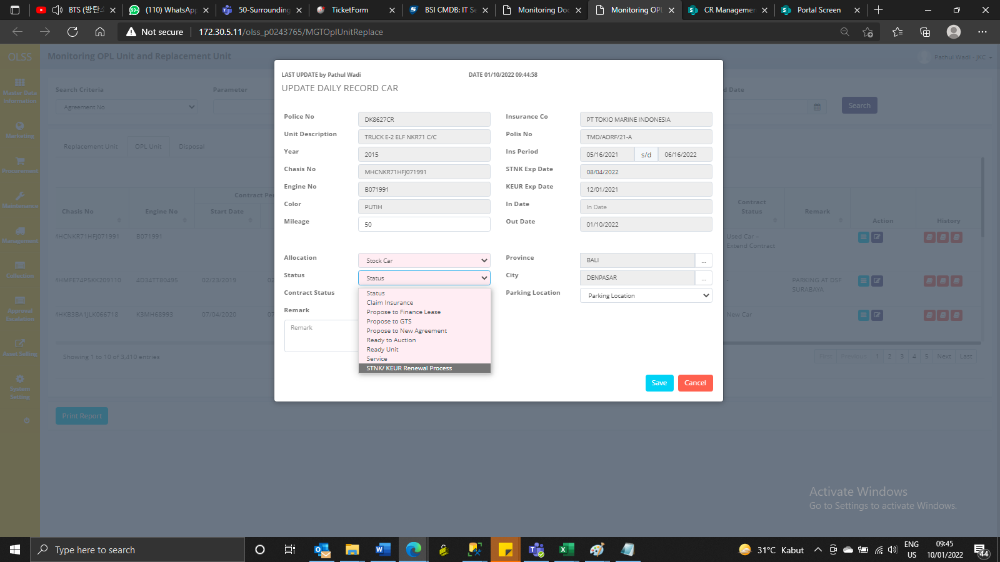 BTS (방탄소
(110) WhatsApp
50-Surrounding
TicketForm
BSI CMDB: IT Se
Monitoring Doc
Monitoring OPL
CR Managemen
Portal Screen
Not secure
172.30.5.11/olss_p0243765/MGTOplUnitReplace
OLSS
Monitoring OPL Unit and Replacement Unit
Pathul Wadi - JKC
Master Data Information
Marketing
Procurement
Maintenance
Management
Collection
Approval Escalation
Asset Selling
System Setting
Search Criteria
Parameter
d Date
Agreement No
Search
Replacement Unit
OPL Unit
Disposal
Contract Pe
Chasis No
Engine No
Start Date
Contract Status
Remark
Action
History
MHCNKR71HFJ071991 B071991
Used Car – Extend Contract
MHMFE74P5KK209110 4D34TT80495 02/23/2019 02
- PARKING AT DSF SURABAYA
MHKB3BA1JLK066718 K3MH68993 07/04/2020 07
New Car
Showing 1 to 10 of 3,410 entries
First Previous 1 2 3 4 5 Next Last
Print Report
LAST UPDATE by Pathul Wadi
DATE 01/10/2022 09:44:58
UPDATE DAILY RECORD CAR
Police No DK8627CR
Insurance Co PT TOKIO MARINE INDONESIA
Unit Description TRUCK E-2 ELF NKR71 C/C
Polis No TMD/AORF/21-A
Year 2015
Ins Period 05/16/2021 s/d 06/16/2022
Chasis No MHCNKR71HFJ071991
STNK Exp Date 08/04/2022
Engine No B071991
KEUR Exp Date 12/01/2021
Color PUTIH
In Date In Date
Mileage 50
Out Date 01/10/2022
Allocation Stock Car
Province BALI ...
Status Status
City DENPASAR ...
Contract Status
Parking Location Parking Location
Remark
Remark
Status
Claim Insurance
Propose to Finance Lease
Propose to GTS
Propose to New Agreement
Ready to Auction
Ready Unit
Service
STNK/ KEUR Renewal Process
Save
Cancel
Activate Windows
Go to Settings to activate Windows.
Type here to search
31°C Kabut
ENG
US
09:45
10/01/2022
44